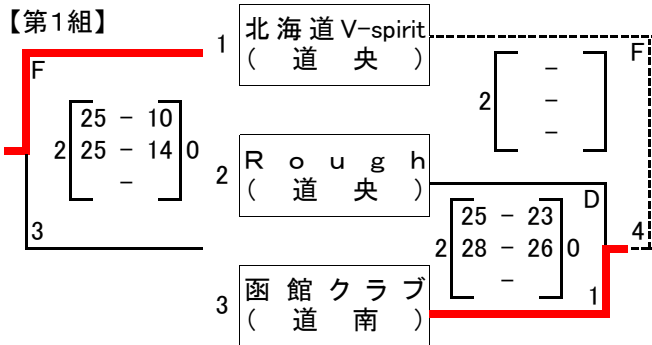 【第1組】
1 北海道V-spirit
(道央)
F
F
25 - 10
2 25 - 14 0
-
-
2 -
-
2 Rough
(道央)
D
25 - 23
2 28 - 26 0
-
3
4
1
3 函館クラブ
(道南)